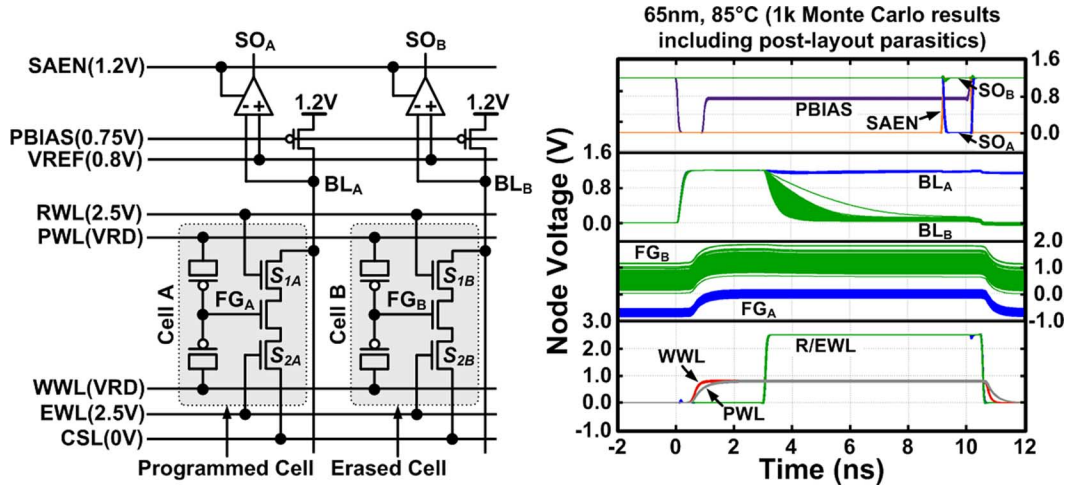 SO_A
SO_B
SAEN(1.2V)
- +
1.2V
- +
1.2V
PBIAS(0.75V)
VREF(0.8V)
BL_A
BL_B
RWL(2.5V)
PWL(VRD)
Cell A
FG_A
S_1A
S_2A
Cell B
FG_B
S_1B
S_2B
WWL(VRD)
EWL(2.5V)
CSL(0V)
Programmed Cell
Erased Cell
65nm, 85°C (1k Monte Carlo results
including post-layout parasitics)
Node Voltage (V)
1.6
0.8
0.0
PBIAS
SAEN
SO_B
SO_A
1.6
1.2
0.0
BL_A
BL_B
2.0
1.0
0.0
-1.0
FG_B
FG_A
3.0
2.0
1.0
0.0
-1.0
WWL
PWL
R/EWL
-2 0 2 4 6 8 10 12
Time (ns)